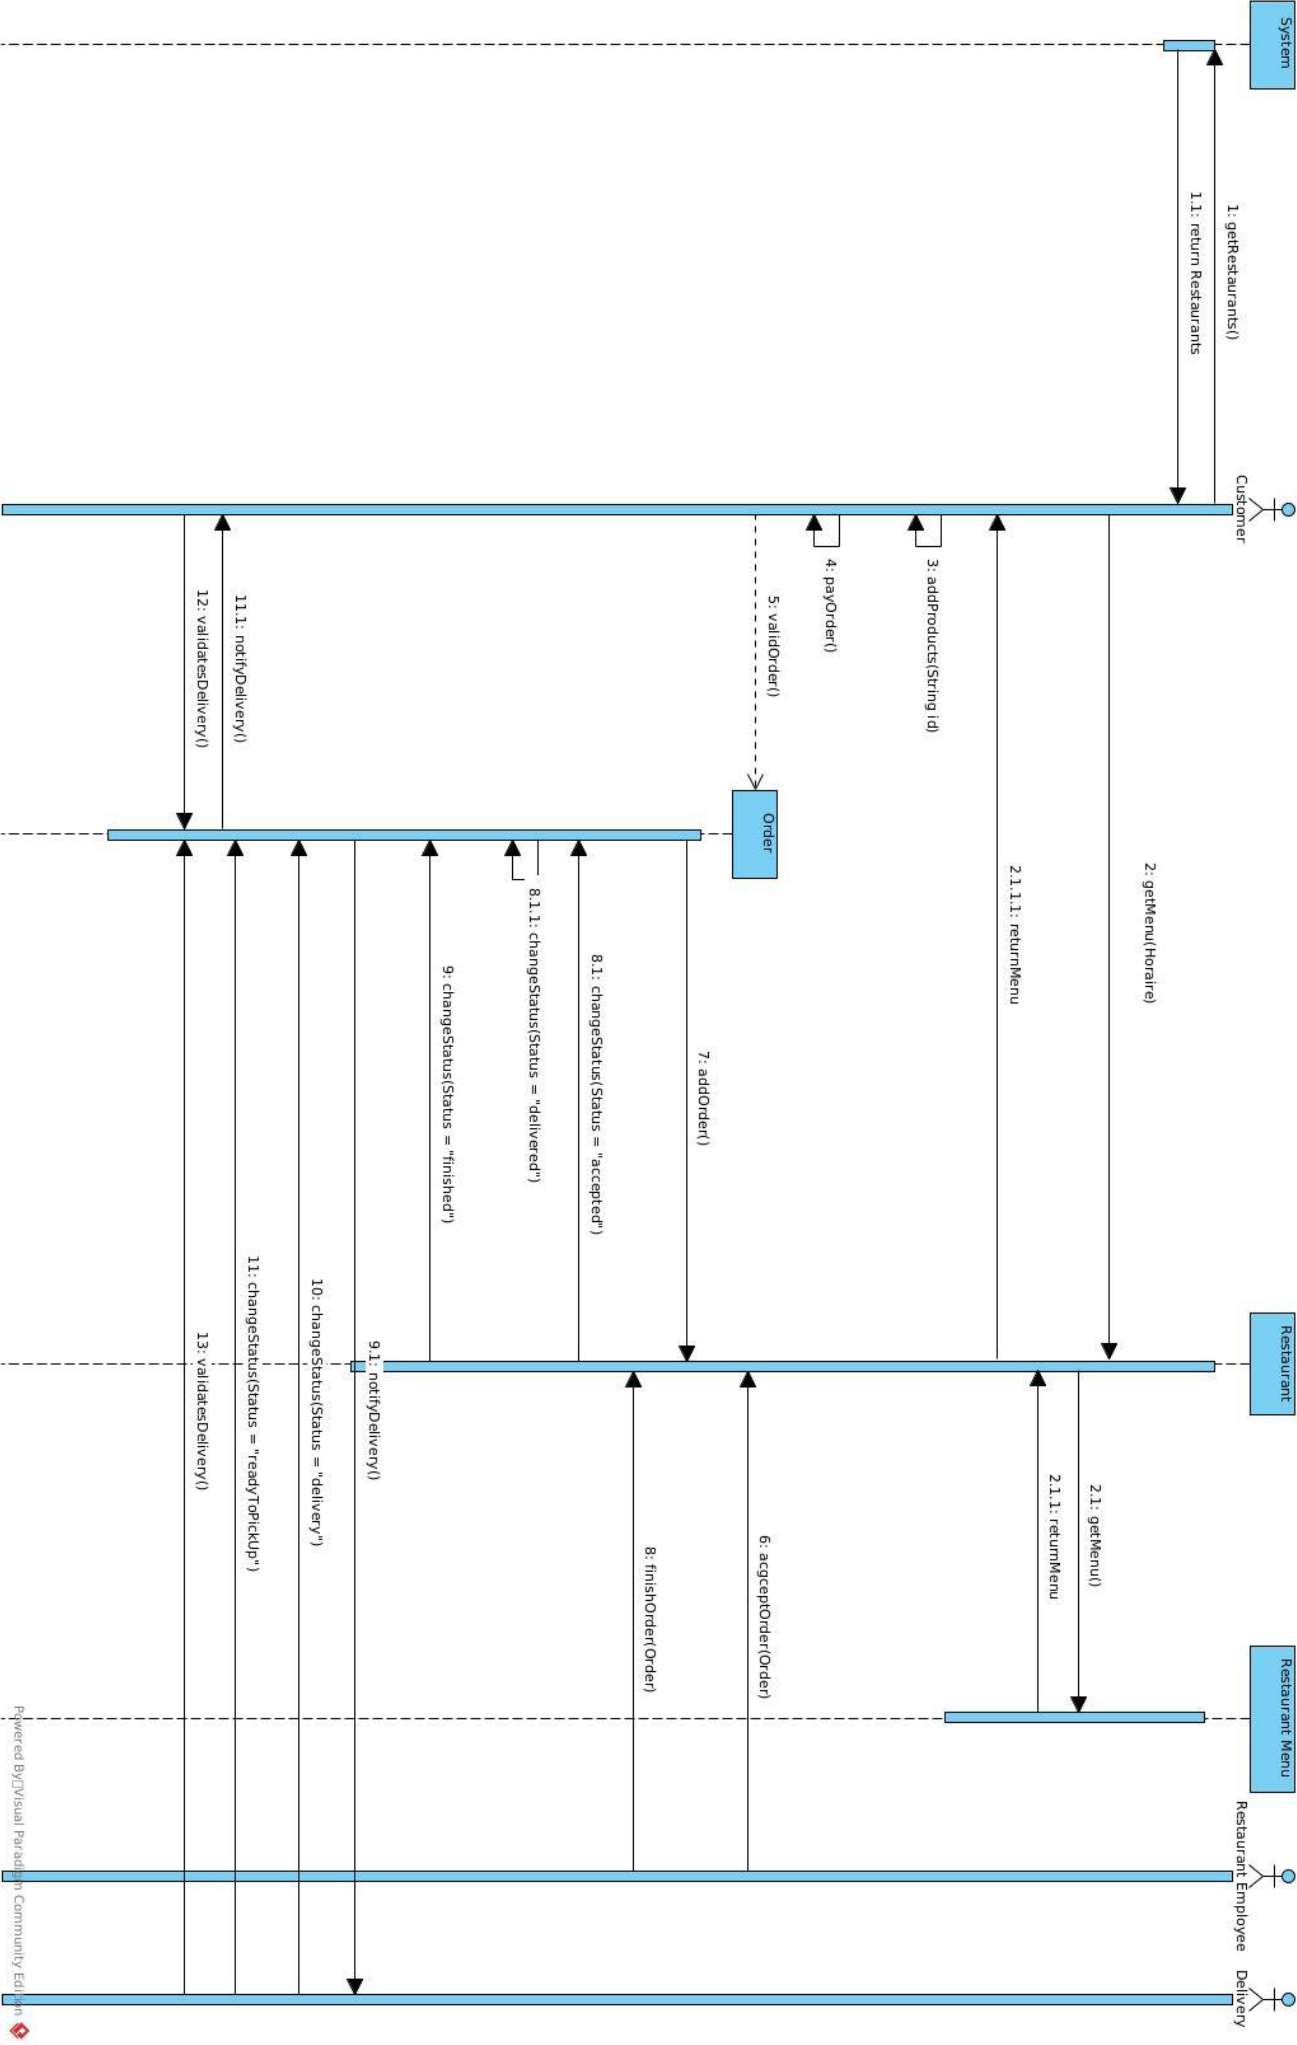 System
Customer
Restaurant
Restaurant Menu
Restaurant Employee
Delivery
1: getRestaurants()
1.1: return Restaurants
2: getMenu(Horaire)
2.1: getMenu()
2.1.1: returnMenu
2.1.1.1: returnMenu
3: addProducts(String id)
4: payOrder()
5: validOrder()
Order
6: acgceptOrder(Order)
7: addOrder()
8: finishOrder(Order)
8.1: changeStatus(Status = "accepted")
8.1.1: changeStatus(Status = "delivered")
9: changeStatus(Status = "finished")
9.1: notifyDelivery()
10: changeStatus(Status = "delivery")
11: changeStatus(Status = "readyToPickUp")
11.1: notifyDelivery()
12: validatesDelivery()
13: validatesDelivery()
Powered By Visual Paradigm Community Edition